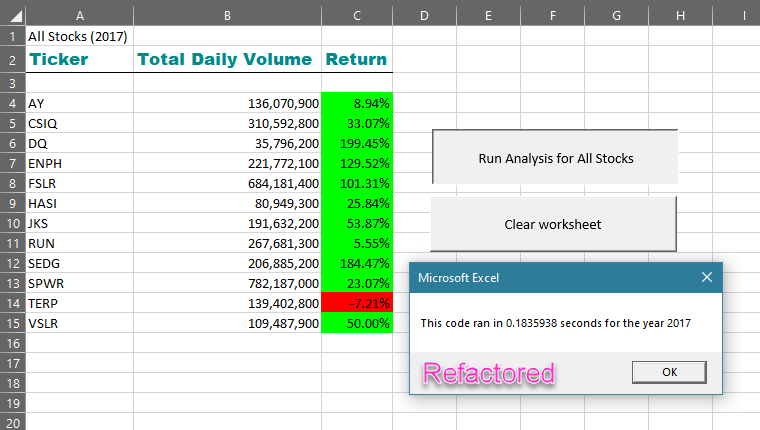 A B C D E F G H I
1 All Stocks (2017)
2 Ticker Total Daily Volume Return
3
4 AY 136,070,900 8.94%
5 CSIQ 310,592,800 33.07%
6 DQ 35,796,200 199.45%
7 ENPH 221,772,100 129.52%
8 FSLR 684,181,400 101.31%
9 HASI 80,949,300 25.84%
10 JKS 191,632,200 53.87%
11 RUN 267,681,300 5.55%
12 SEDG 206,885,200 184.47%
13 SPWR 782,187,000 23.07%
14 TERP 139,402,800 -7.21%
15 VSLR 109,487,900 50.00%
16
17
18
19
20
Run Analysis for All Stocks
Clear worksheet
Microsoft Excel
This code ran in 0.1835938 seconds for the year 2017
Refactored
OK